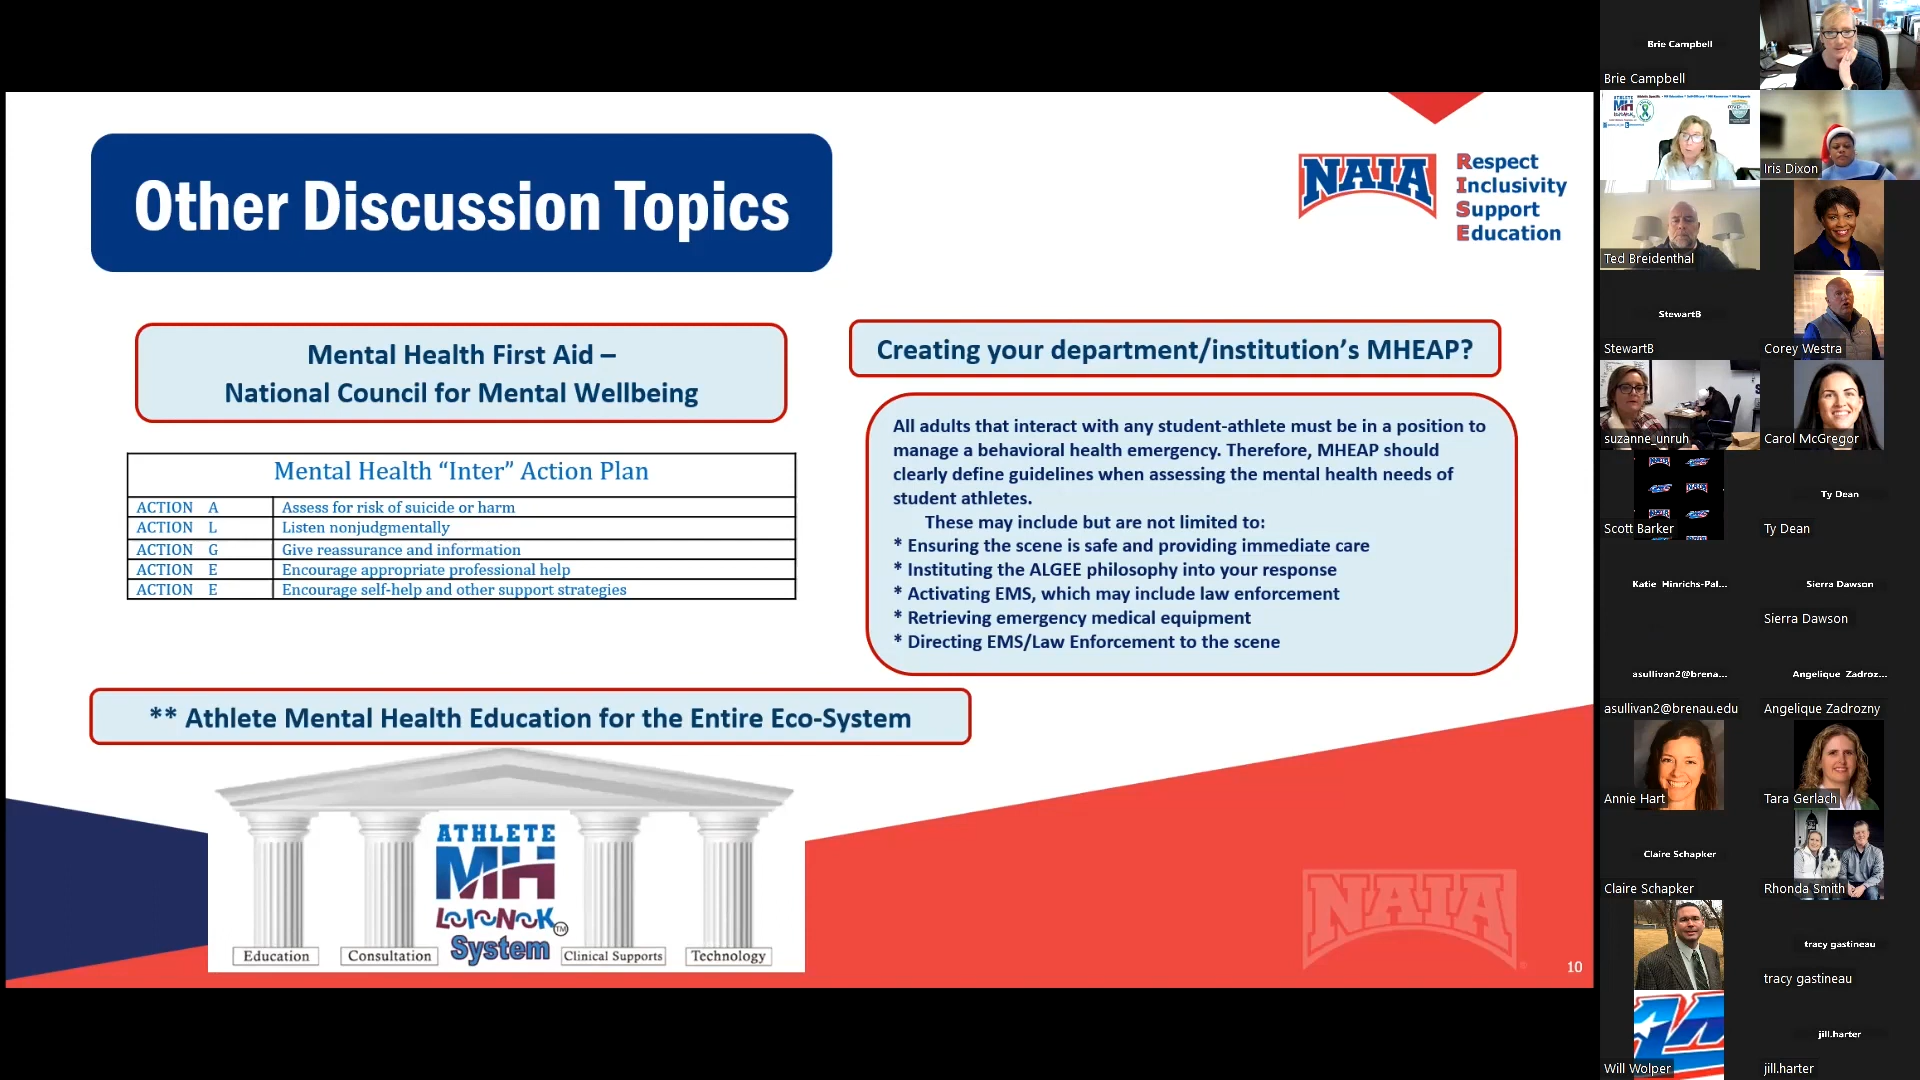 Other Discussion Topics
NAIA
Respect
Inclusivity
Support
Education
Mental Health First Aid –
National Council for Mental Wellbeing
Mental Health “Inter” Action Plan
ACTION A Assess for risk of suicide or harm
ACTION L Listen nonjudgmentally
ACTION G Give reassurance and information
ACTION E Encourage appropriate professional help
ACTION E Encourage self-help and other support strategies
Creating your department/institution’s MHEAP?
All adults that interact with any student-athlete must be in a position to
manage a behavioral health emergency. Therefore, MHEAP should
clearly define guidelines when assessing the mental health needs of
student athletes.
These may include but are not limited to:
* Ensuring the scene is safe and providing immediate care
* Instituting the ALGEE philosophy into your response
* Activating EMS, which may include law enforcement
* Retrieving emergency medical equipment
* Directing EMS/Law Enforcement to the scene
** Athlete Mental Health Education for the Entire Eco-System
ATHLETE
MH
System
Education
Consultation
Clinical Supports
Technology
NAIA
10
Brie Campbell
Brie Campbell
ATHLETE
MH
Iris Dixon
Ted Breidenthal
StewartB
StewartB
Corey Westra
suzanne_unruh
Carol McGregor
NAIA
NAIA
NAIA
Scott Barker
Ty Dean
Ty Dean
Katie Hinrichs-Pal...
Sierra Dawson
Sierra Dawson
asullivan2@brena...
asullivan2@brenau.edu
Angelique Zadroz...
Angelique Zadrozny
Annie Hart
Tara Gerlach
Claire Schapker
Claire Schapker
Rhonda Smith
tracy gastineau
tracy gastineau
Will Wolper
jill.harter
jill.harter